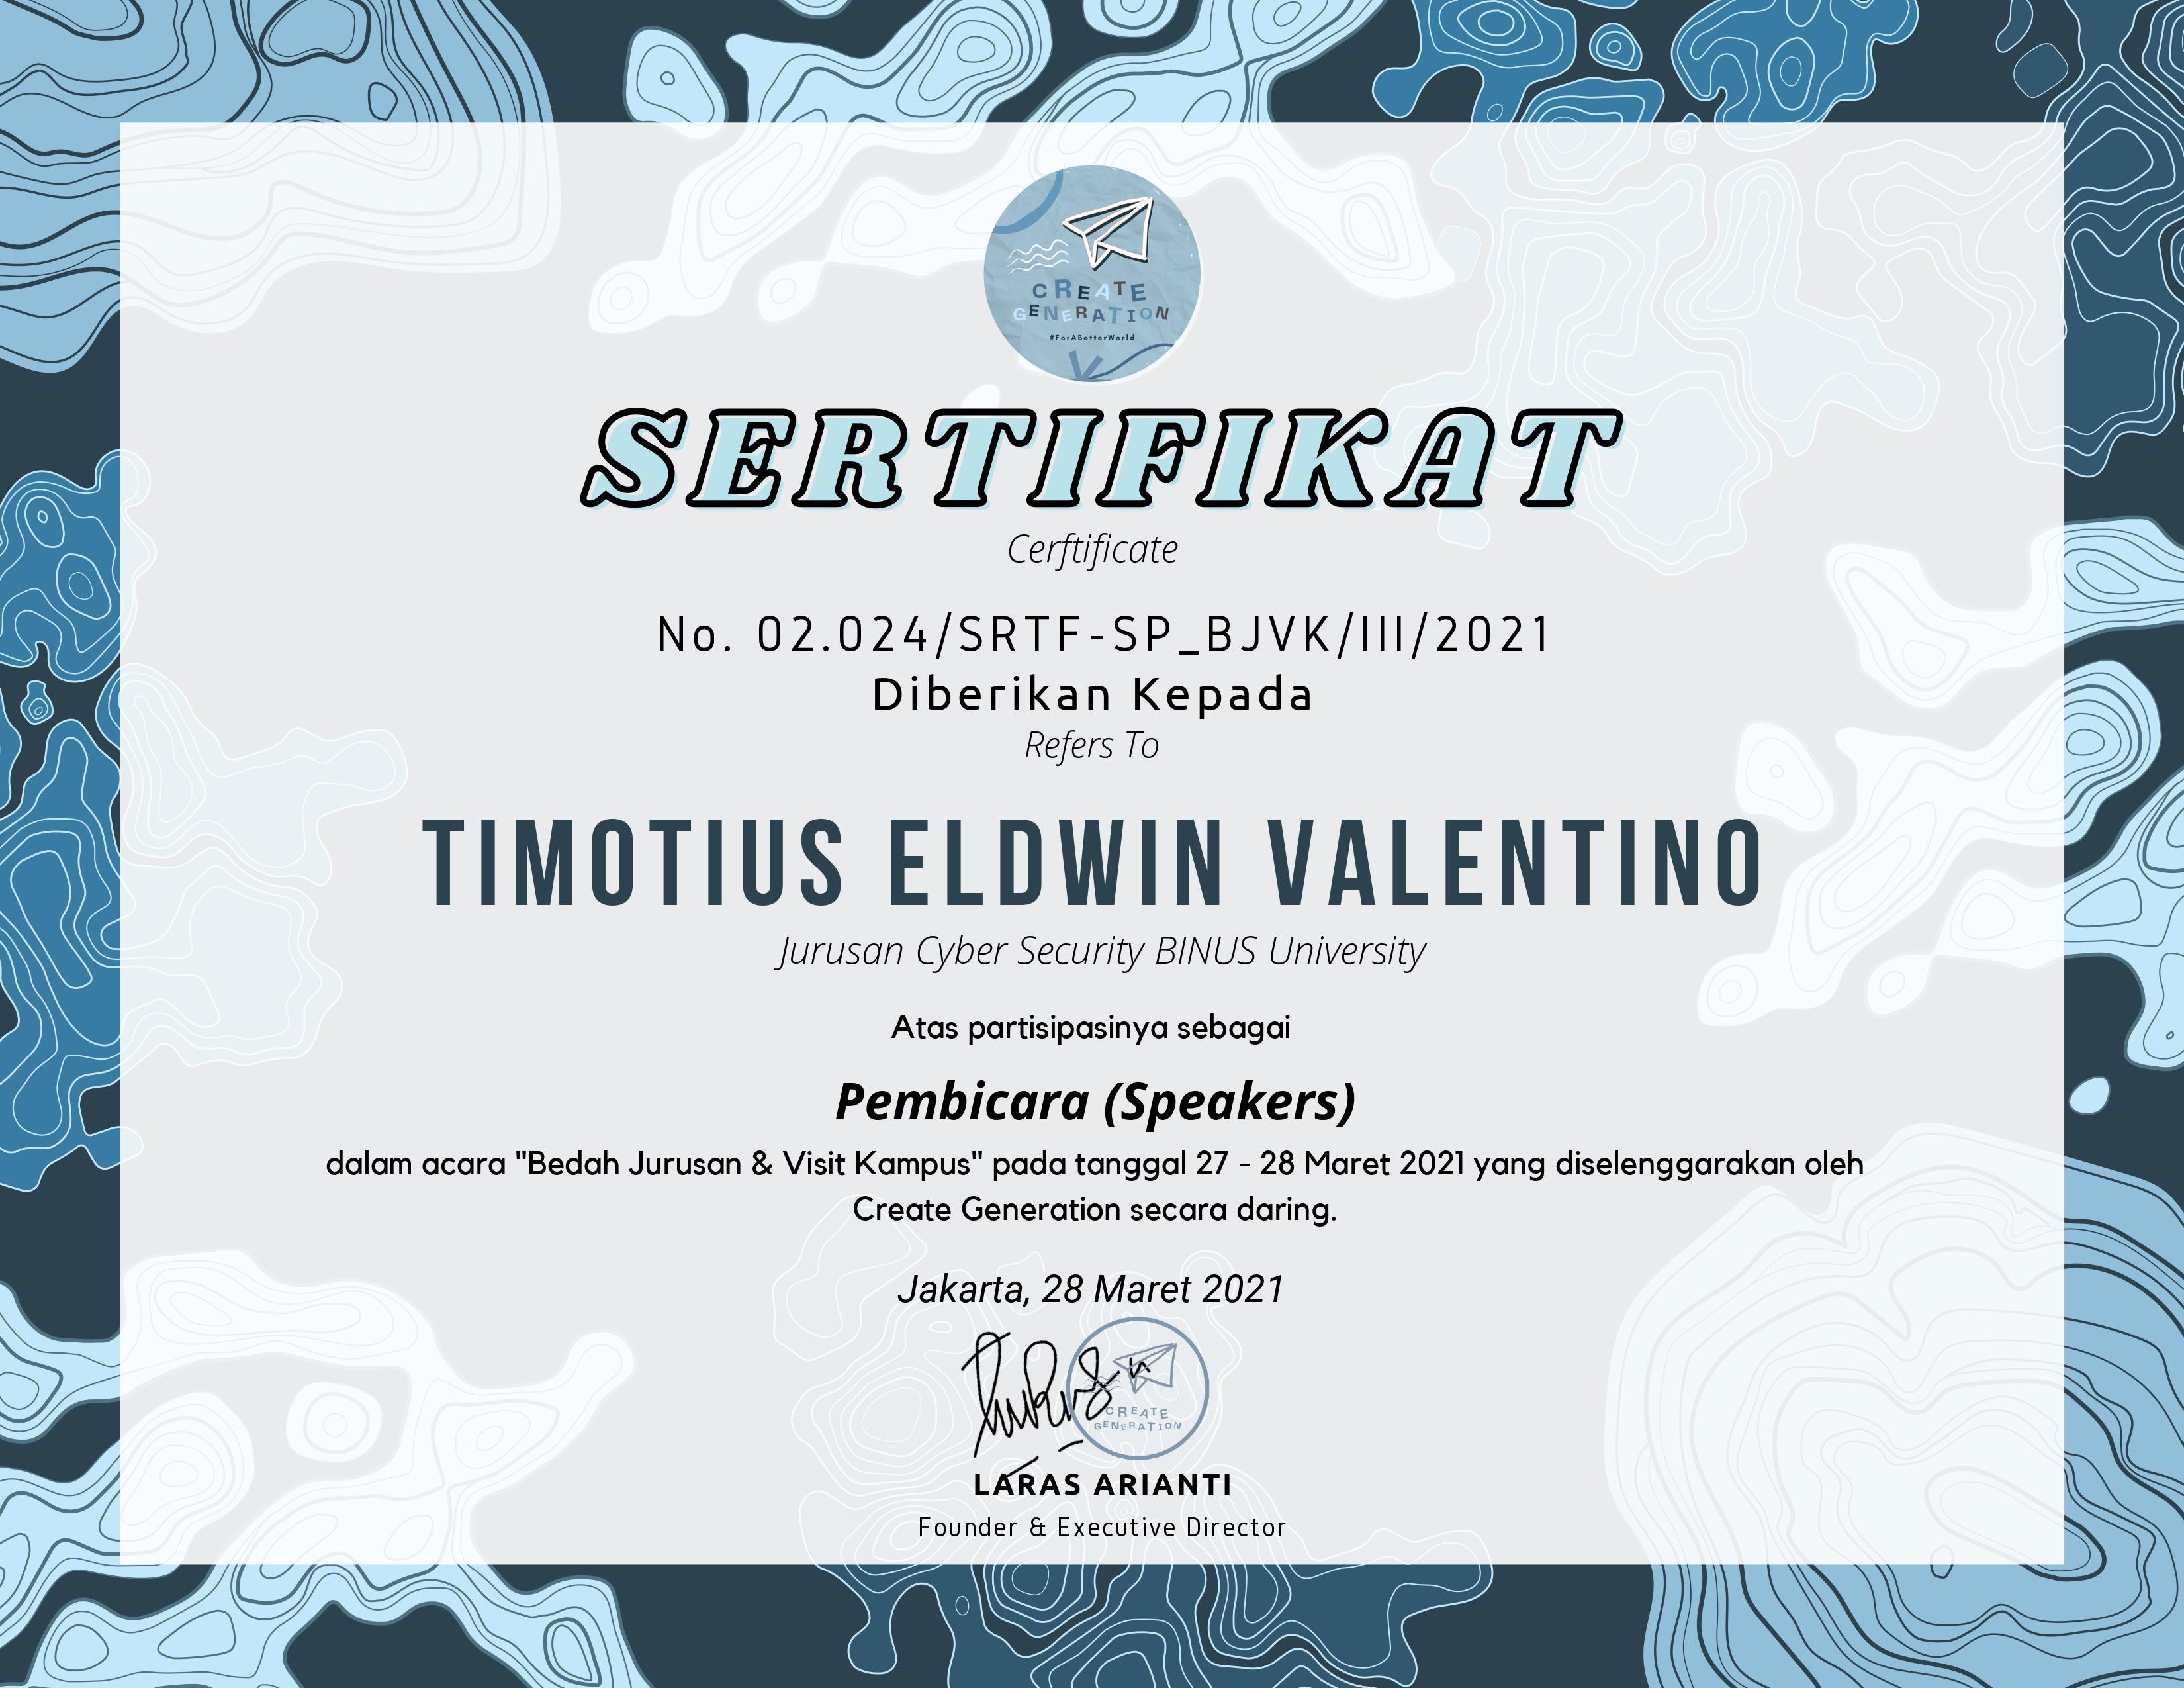 CREATE
GENERATION
#ForABetterWorld
SERTIFIKAT
Cerftificate
No. 02.024/SRTF-SP_BJVK/III/2021
Diberikan Kepada
Refers To
TIMOTIUS ELDWIN VALENTINO
Jurusan Cyber Security BINUS University
Atas partisipasinya sebagai
Pembicara (Speakers)
dalam acara "Bedah Jurusan & Visit Kampus" pada tanggal 27 - 28 Maret 2021 yang diselenggarakan oleh
Create Generation secara daring.
Jakarta, 28 Maret 2021
CREATE
GENERATION
LARAS ARIANTI
Founder & Executive Director